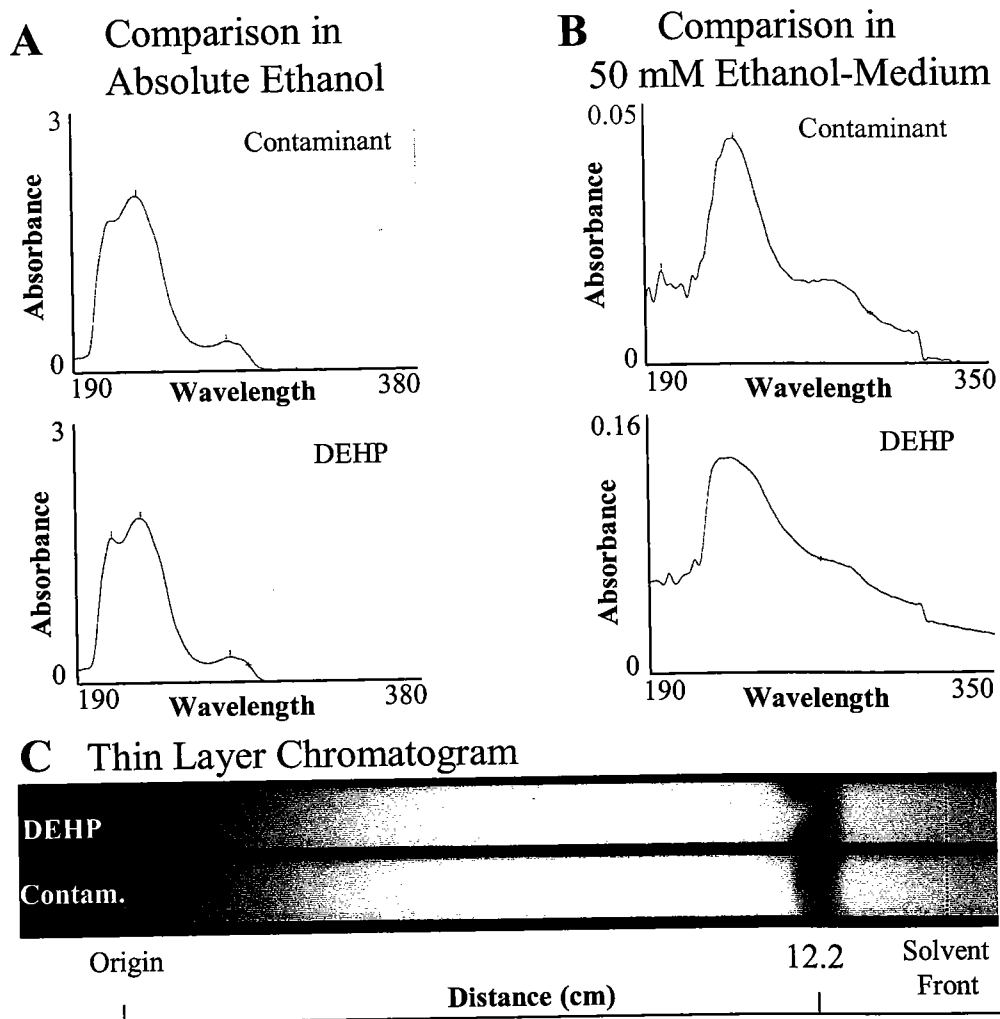 A Comparison in
Absolute Ethanol
3
Contaminant
Absorbance
0
190
Wavelength
380
3
DEHP
Absorbance
0
190
Wavelength
380
B Comparison in
50 mM Ethanol-Medium
0.05
Contaminant
Absorbance
0
190
Wavelength
350
0.16
DEHP
Absorbance
0
190
Wavelength
350
C Thin Layer Chromatogram
DEHP
Contam.
Origin
12.2
Solvent
Front
Distance (cm)